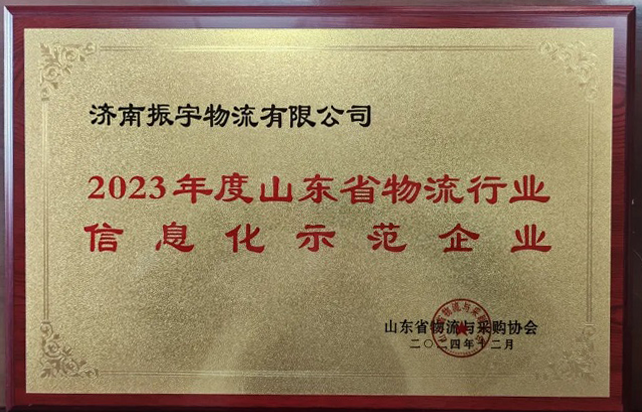 济南振宇物流有限公司
2023年度山东省物流行业
信息化示范企业
山东省物流与采购协会
二〇二四年十二月